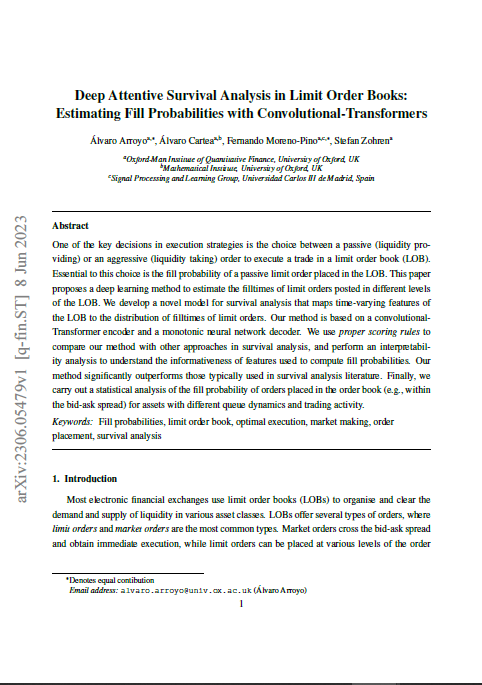 Deep Attentive Survival Analysis in Limit Order Books:
Estimating Fill Probabilities with Convolutional-Transformers
Álvaro Arroyoa,∗, Álvaro Carteaa,b, Fernando Moreno-Pinoa,c,∗, Stefan Zohrena
aOxford-Man Institute of Quantitative Finance, University of Oxford, UK
bMathematical Institute, University of Oxford, UK
cSignal Processing and Learning Group, Universidad Carlos III de Madrid, Spain
Abstract
One of the key decisions in execution strategies is the choice between a passive (liquidity pro-
viding) or an aggressive (liquidity taking) order to execute a trade in a limit order book (LOB).
Essential to this choice is the fill probability of a passive limit order placed in the LOB. This paper
proposes a deep learning method to estimate the filltimes of limit orders posted in different levels
of the LOB. We develop a novel model for survival analysis that maps time-varying features of
the LOB to the distribution of filltimes of limit orders. Our method is based on a convolutional-
Transformer encoder and a monotonic neural network decoder. We use proper scoring rules to
compare our method with other approaches in survival analysis, and perform an interpretabil-
ity analysis to understand the informativeness of features used to compute fill probabilities. Our
method significantly outperforms those typically used in survival analysis literature. Finally, we
carry out a statistical analysis of the fill probability of orders placed in the order book (e.g., within
the bid-ask spread) for assets with different queue dynamics and trading activity.
Keywords: Fill probabilities, limit order book, optimal execution, market making, order
placement, survival analysis
1. Introduction
Most electronic financial exchanges use limit order books (LOBs) to organise and clear the
demand and supply of liquidity in various asset classes. LOBs offer several types of orders, where
limit orders and market orders are the most common types. Market orders cross the bid-ask spread
and obtain immediate execution, while limit orders can be placed at various levels of the order
∗Denotes equal contibution
Email address: alvaro.arroyo@univ.ox.ac.uk (Álvaro Arroyo)
1
arXiv:2306.05479v1 [q-fin.ST] 8 Jun 2023